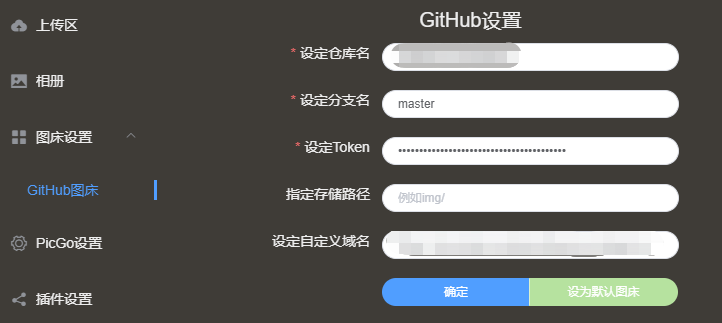 上传区
相册
图床设置
GitHub图床
PicGo设置
插件设置
GitHub设置
* 设定仓库名
* 设定分支名
master
* 设定Token
指定存储路径
例如img/
设定自定义域名
确定
设为默认图床